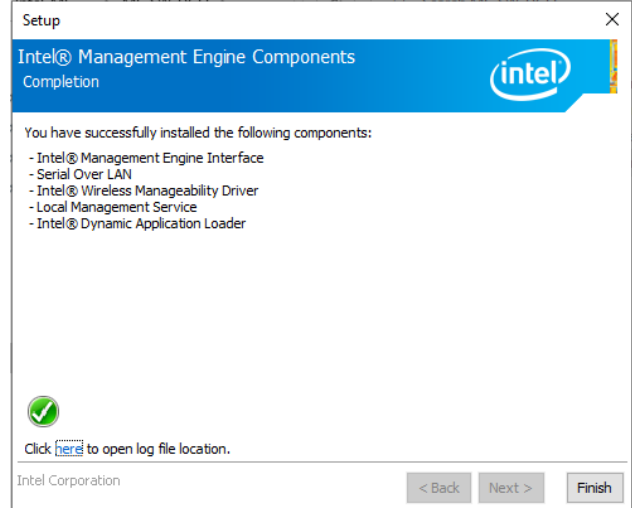 Setup
Intel® Management Engine Components
Completion
intel
You have successfully installed the following components:
- Intel® Management Engine Interface
- Serial Over LAN
- Intel® Wireless Manageability Driver
- Local Management Service
- Intel® Dynamic Application Loader
Click here to open log file location.
Intel Corporation
< Back Next > Finish